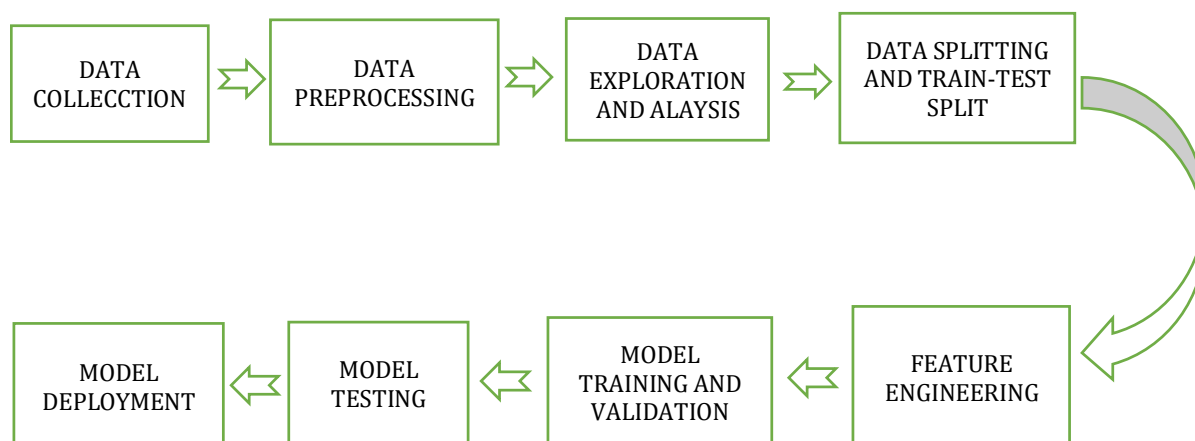 DATA
COLLECCTION
DATA
PREPROCESSING
DATA
EXPLORATION
AND ALAYSIS
DATA SPLITTING
AND TRAIN-TEST
SPLIT
FEATURE
ENGINEERING
MODEL
TRAINING AND
VALIDATION
MODEL
TESTING
MODEL
DEPLOYMENT